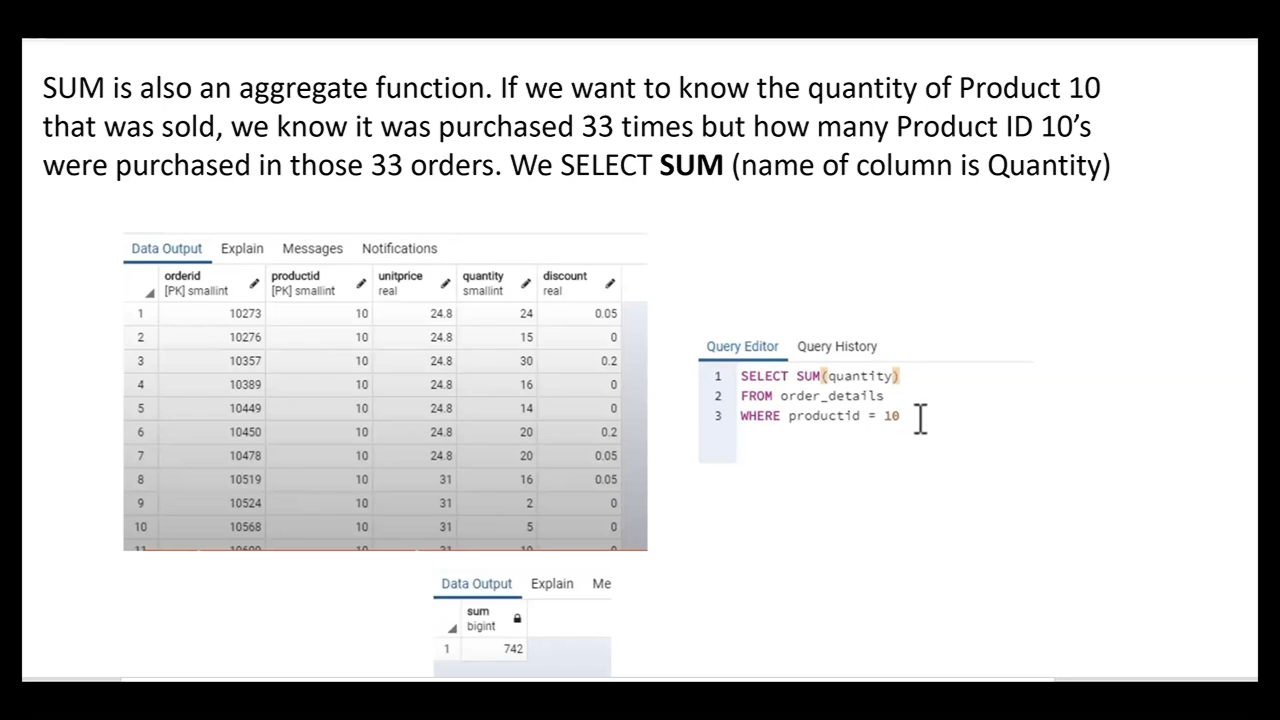 SUM is also an aggregate function. If we want to know the quantity of Product 10
that was sold, we know it was purchased 33 times but how many Product ID 10’s
were purchased in those 33 orders. We SELECT SUM (name of column is Quantity)
Data Output Explain Messages Notifications
orderid productid unitprice quantity discount
[PK] smallint [PK] smallint real smallint real
1 10273 10 24.8 24 0.05
2 10276 10 24.8 15 0
3 10357 10 24.8 30 0.2
4 10389 10 24.8 16 0
5 10449 10 24.8 14 0
6 10450 10 24.8 20 0.2
7 10478 10 24.8 20 0.05
8 10519 10 31 16 0.05
9 10524 10 31 2 0
10 10568 10 31 5 0
Query Editor Query History
1 SELECT SUM(quantity)
2 FROM order_details
3 WHERE productid = 10
Data Output Explain Me
sum
bigint
1 742